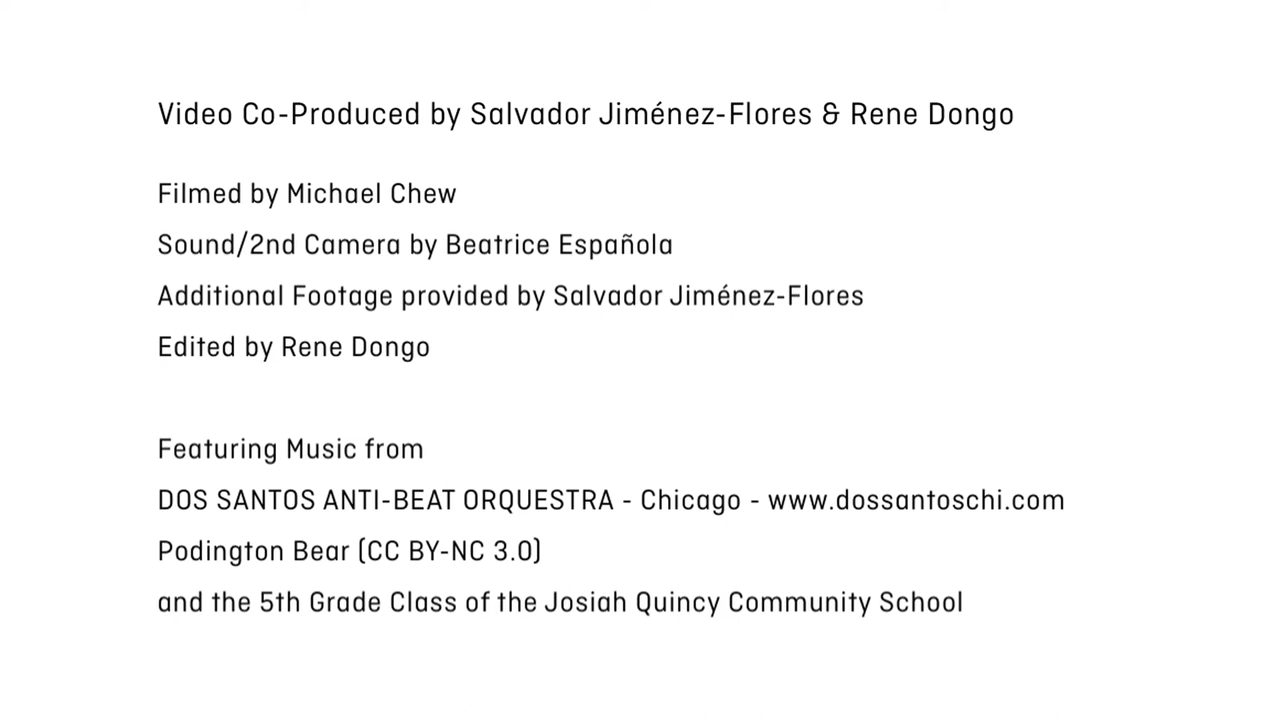 Video Co-Produced by Salvador Jiménez-Flores & Rene Dongo
Filmed by Michael Chew
Sound/2nd Camera by Beatrice Española
Additional Footage provided by Salvador Jiménez-Flores
Edited by Rene Dongo
Featuring Music from
DOS SANTOS ANTI-BEAT ORQUESTRA - Chicago - www.dossantoschi.com
Podington Bear (CC BY-NC 3.0)
and the 5th Grade Class of the Josiah Quincy Community School